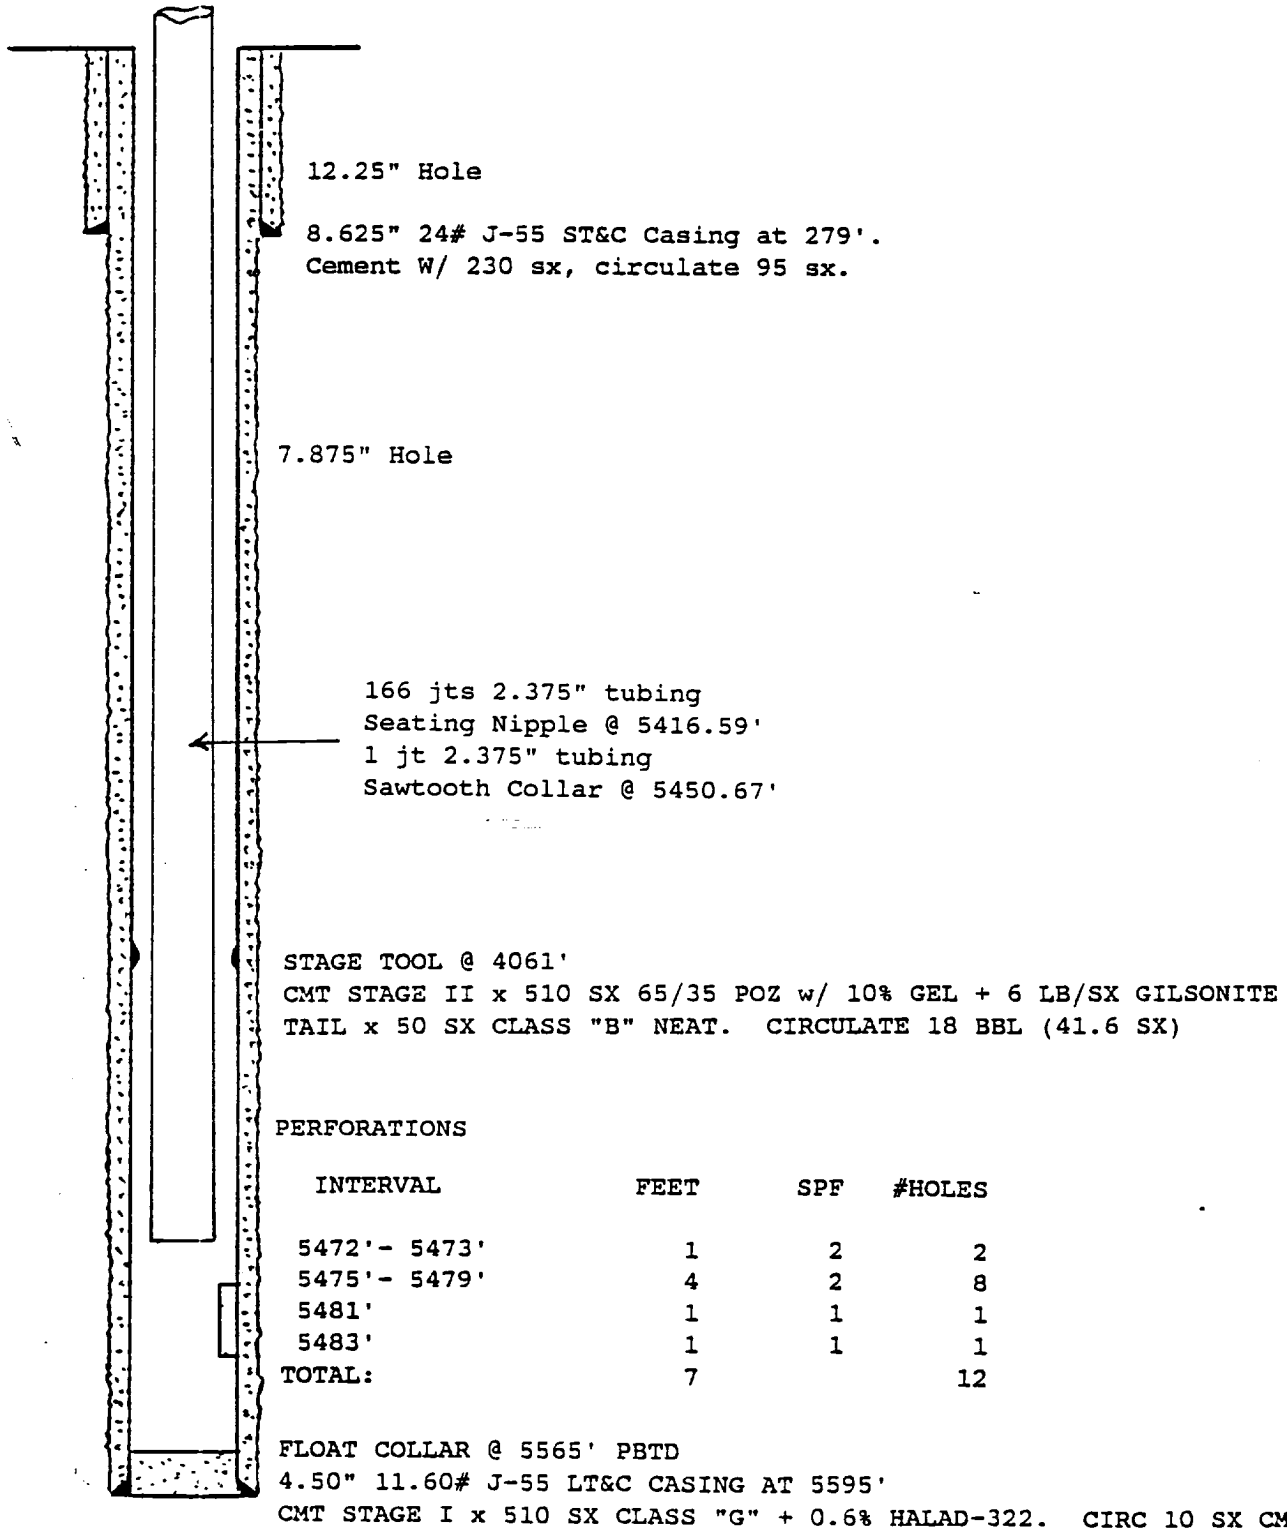 12.25" Hole
8.625" 24# J-55 ST&C Casing at 279'.
Cement W/ 230 sx, circulate 95 sx.
7.875" Hole
166 jts 2.375" tubing
Seating Nipple @ 5416.59'
1 jt 2.375" tubing
Sawtooth Collar @ 5450.67'
STAGE TOOL @ 4061'
CMT STAGE II x 510 SX 65/35 POZ w/ 10% GEL + 6 LB/SX GILSONITE
TAIL x 50 SX CLASS "B" NEAT. CIRCULATE 18 BBL (41.6 SX)
PERFORATIONS
INTERVAL FEET SPF #HOLES
5472'- 5473' 1 2 2
5475'- 5479' 4 2 8
5481' 1 1 1
5483' 1 1 1
TOTAL: 7 12
FLOAT COLLAR @ 5565' PBTD
4.50" 11.60# J-55 LT&C CASING AT 5595'
CMT STAGE I x 510 SX CLASS "G" + 0.6% HALAD-322. CIRC 10 SX CM